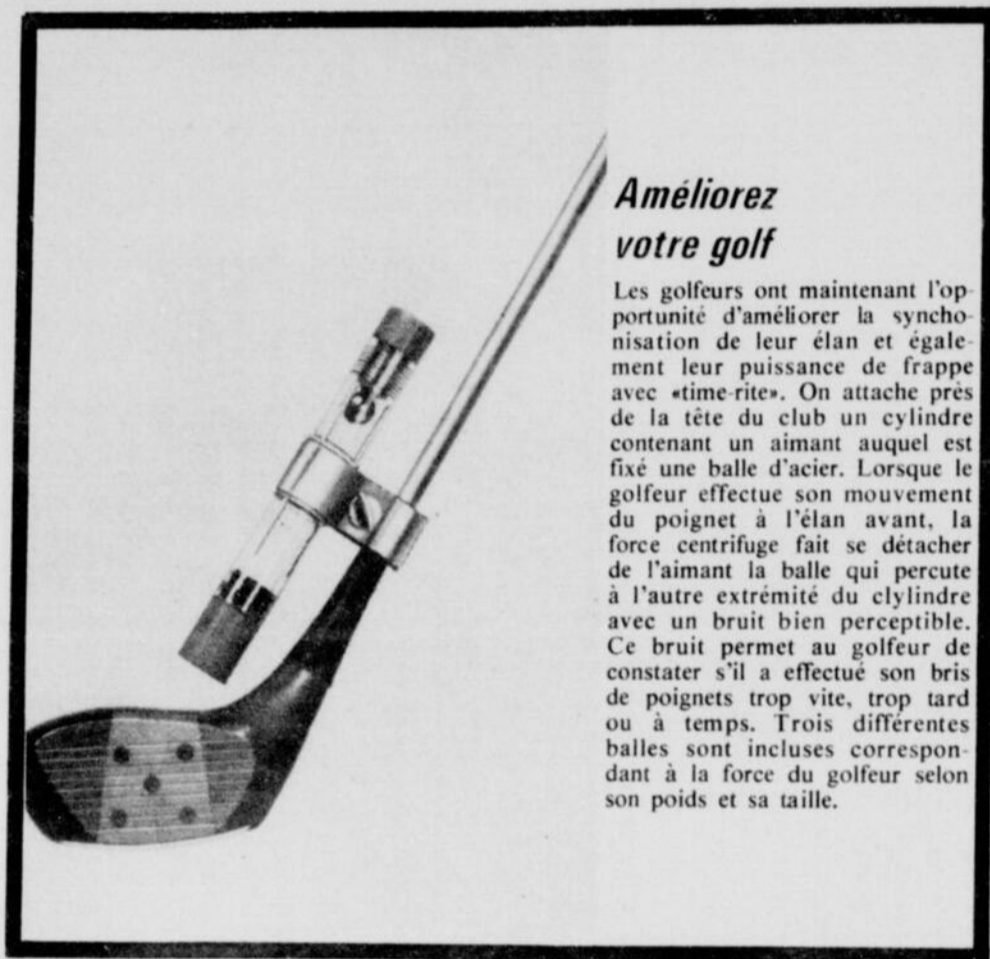 Améliorez
votre golf
Les golfeurs ont maintenant l'op-
portunité d'améliorer la syncho-
nisation de leur élan et égale-
ment leur puissance de frappe
avec «time-rite». On attache près
de la tête du club un cylindre
contenant un aimant auquel est
fixé une balle d'acier. Lorsque le
golfeur effectue son mouvement
du poignet à l'élan avant, la
force centrifuge fait se détacher
de l'aimant la balle qui percute
à l'autre extrémité du clylindre
avec un bruit bien perceptible.
Ce bruit permet au golfeur de
constater s'il a effectué son bris
de poignets trop vite, trop tard
ou à temps. Trois différentes
balles sont incluses correspon-
dant à la force du golfeur selon
son poids et sa taille.